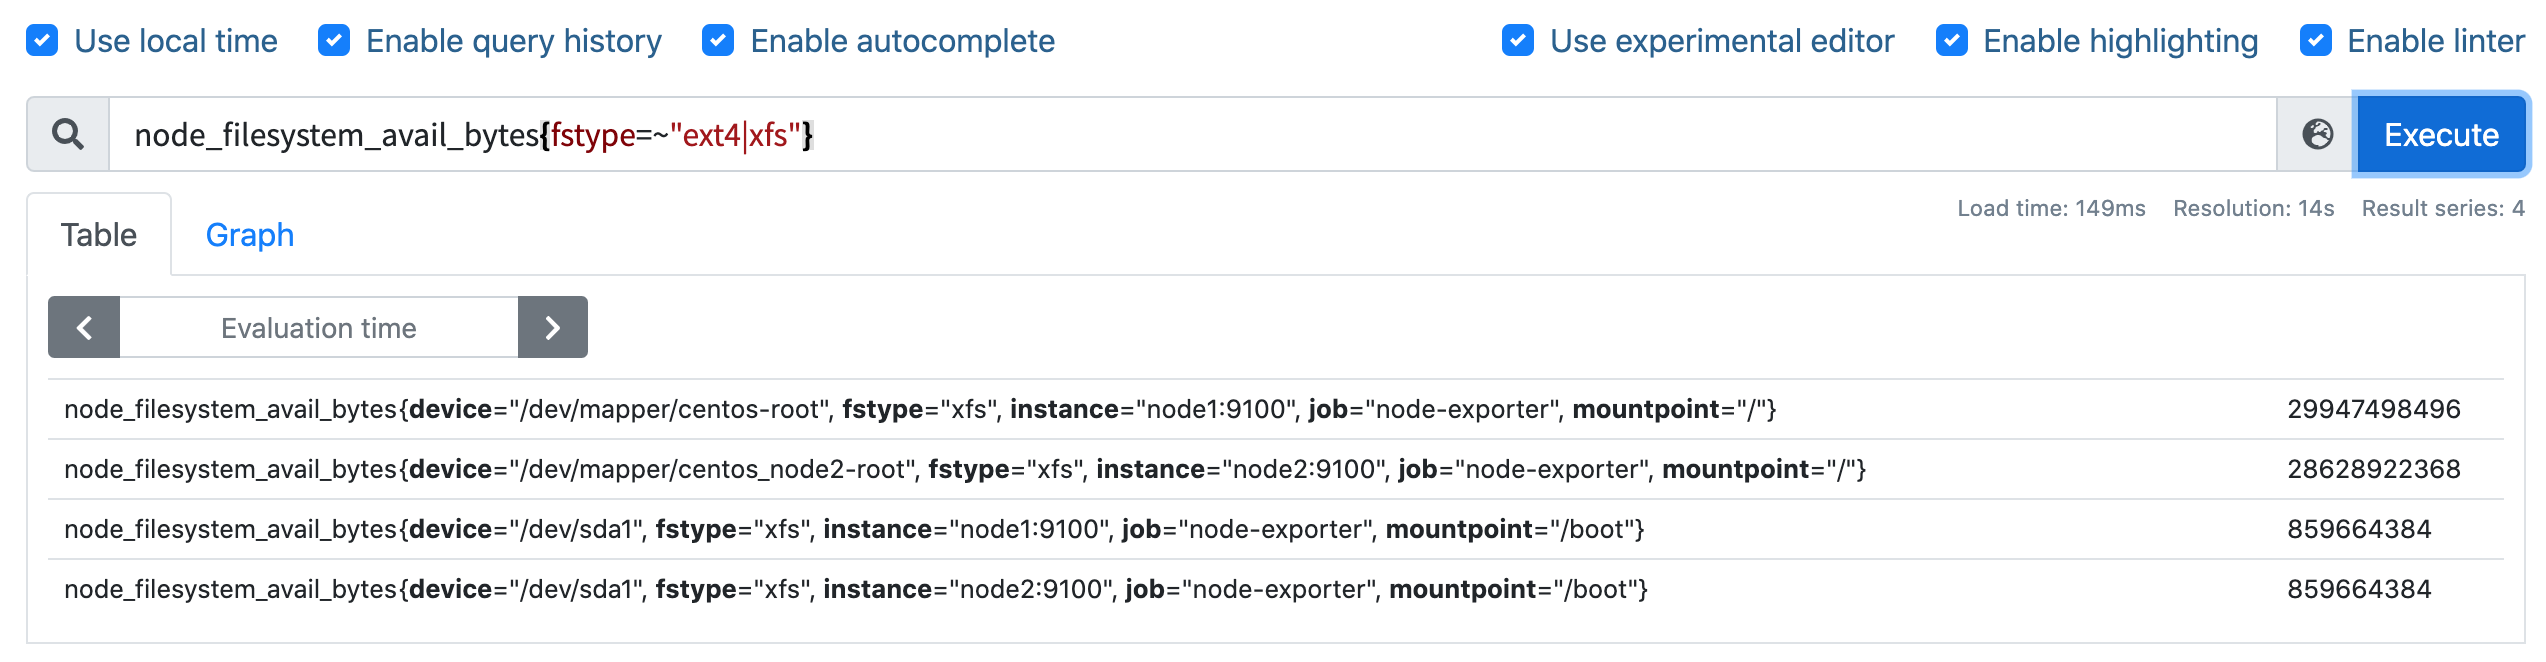 Use local time Enable query history Enable autocomplete Use experimental editor Enable highlighting Enable linter
node_filesystem_avail_bytes{fstype=~"ext4|xfs"} Execute
Load time: 149ms Resolution: 14s Result series: 4
Table Graph
Evaluation time
node_filesystem_avail_bytes{device="/dev/mapper/centos-root", fstype="xfs", instance="node1:9100", job="node-exporter", mountpoint="/"} 29947498496
node_filesystem_avail_bytes{device="/dev/mapper/centos_node2-root", fstype="xfs", instance="node2:9100", job="node-exporter", mountpoint="/"} 28628922368
node_filesystem_avail_bytes{device="/dev/sda1", fstype="xfs", instance="node1:9100", job="node-exporter", mountpoint="/boot"} 859664384
node_filesystem_avail_bytes{device="/dev/sda1", fstype="xfs", instance="node2:9100", job="node-exporter", mountpoint="/boot"} 859664384